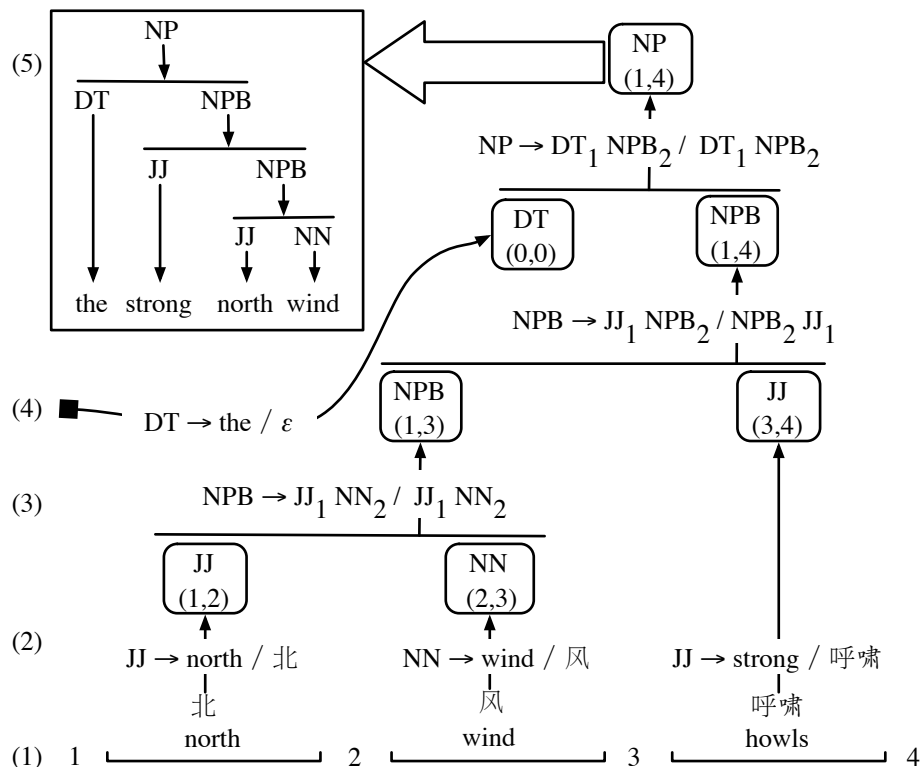 (5)
NP
DT NPB
JJ NPB
JJ NN
the strong north wind
NP
(1,4)
NP → DT₁ NPB₂ / DT₁ NPB₂
DT
(0,0)
NPB
(1,4)
NPB → JJ₁ NPB₂ / NPB₂ JJ₁
(4)
DT → the / ε
NPB
(1,3)
JJ
(3,4)
(3)
NPB → JJ₁ NN₂ / JJ₁ NN₂
JJ
(1,2)
NN
(2,3)
(2)
JJ → north / 北
NN → wind / 风
JJ → strong / 呼啸
北
风
呼啸
north
wind
howls
(1) 1 2 3 4